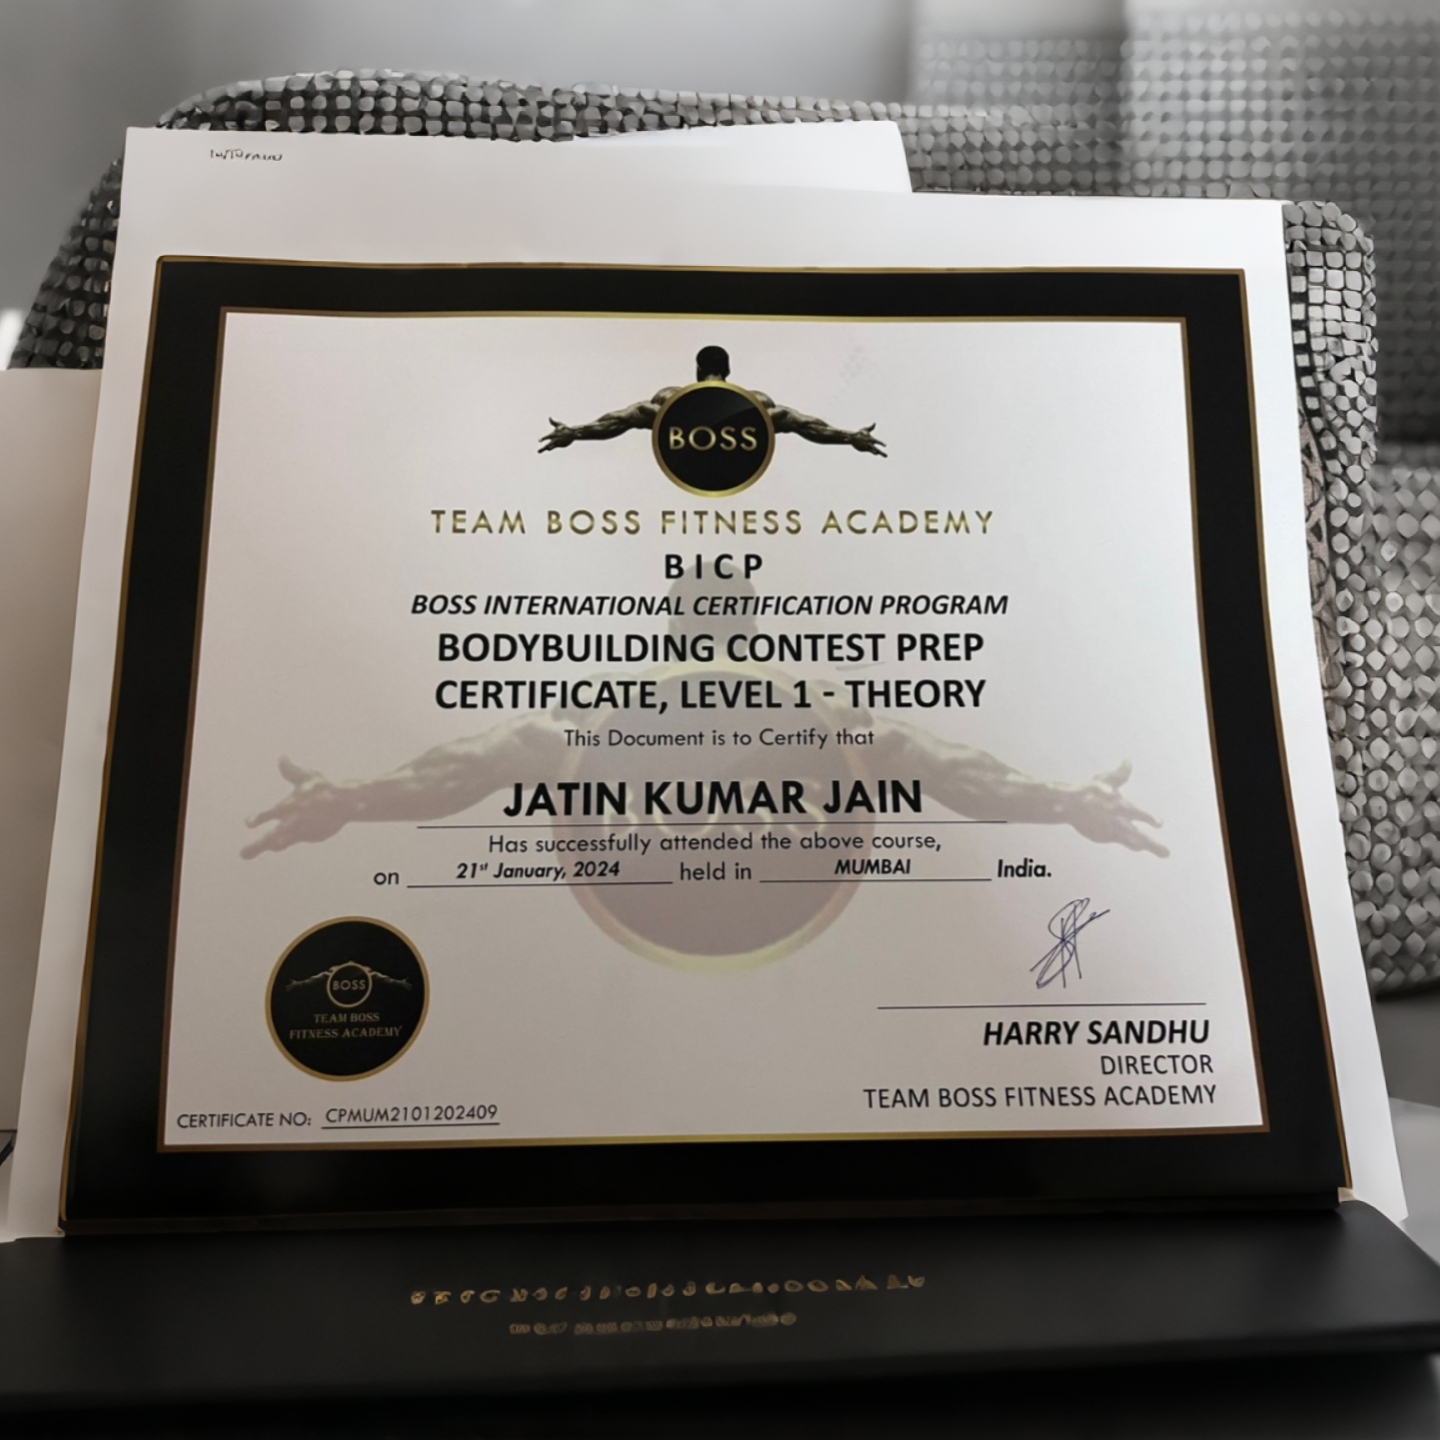 BOSS
TEAM BOSS FITNESS ACADEMY
BICP
BOSS INTERNATIONAL CERTIFICATION PROGRAM
BODYBUILDING CONTEST PREP
CERTIFICATE, LEVEL 1 - THEORY
This Document is to Certify that
JATIN KUMAR JAIN
Has successfully attended the above course,
on 21st January, 2024 held in MUMBAI India.
BOSS
TEAM BOSS
FITNESS ACADEMY
HARRY SANDHU
DIRECTOR
TEAM BOSS FITNESS ACADEMY
CERTIFICATE NO: CPMUM2101202409